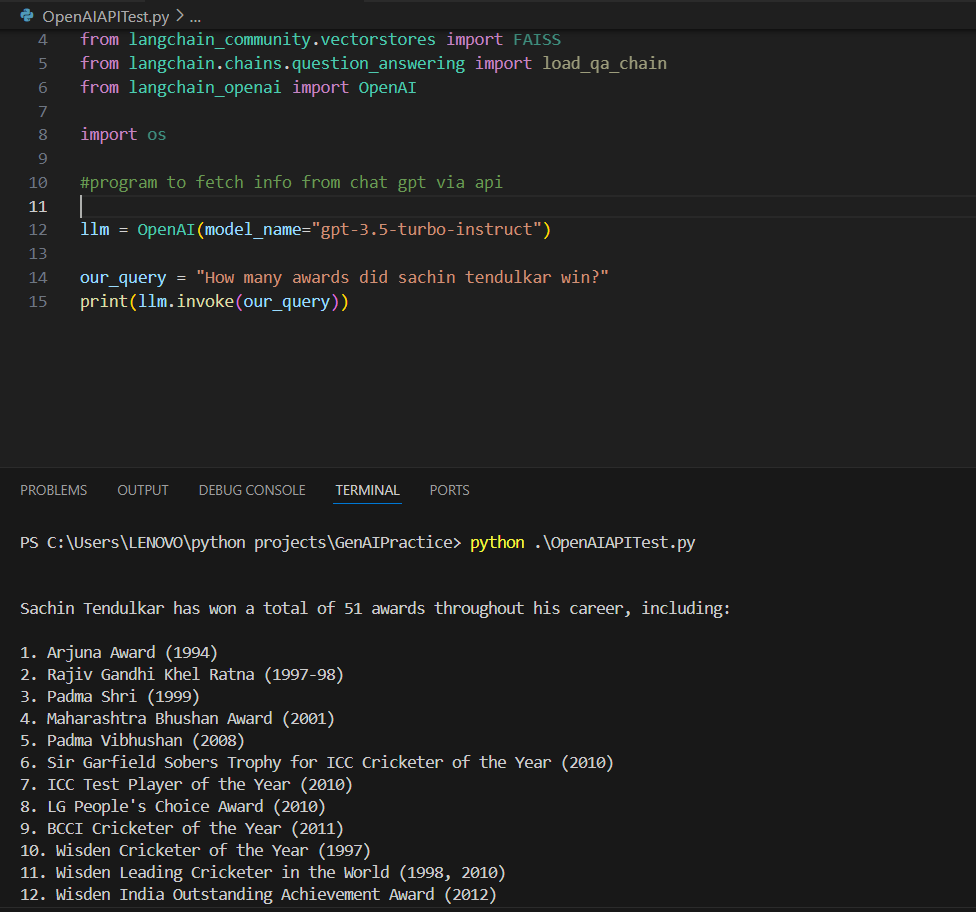 OpenAIAPITest.py > ...
4 from langchain_community.vectorstores import FAISS
5 from langchain.chains.question_answering import load_qa_chain
6 from langchain_openai import OpenAI
7
8 import os
9
10 #program to fetch info from chat gpt via api
11
12 llm = OpenAI(model_name="gpt-3.5-turbo-instruct")
13
14 our_query = "How many awards did sachin tendulkar win?"
15 print(llm.invoke(our_query))
PROBLEMS OUTPUT DEBUG CONSOLE TERMINAL PORTS
PS C:\Users\LENOVO\python projects\GenAIPractice> python .\OpenAIAPITest.py
Sachin Tendulkar has won a total of 51 awards throughout his career, including:
1. Arjuna Award (1994)
2. Rajiv Gandhi Khel Ratna (1997-98)
3. Padma Shri (1999)
4. Maharashtra Bhushan Award (2001)
5. Padma Vibhushan (2008)
6. Sir Garfield Sobers Trophy for ICC Cricketer of the Year (2010)
7. ICC Test Player of the Year (2010)
8. LG People's Choice Award (2010)
9. BCCI Cricketer of the Year (2011)
10. Wisden Cricketer of the Year (1997)
11. Wisden Leading Cricketer in the World (1998, 2010)
12. Wisden India Outstanding Achievement Award (2012)